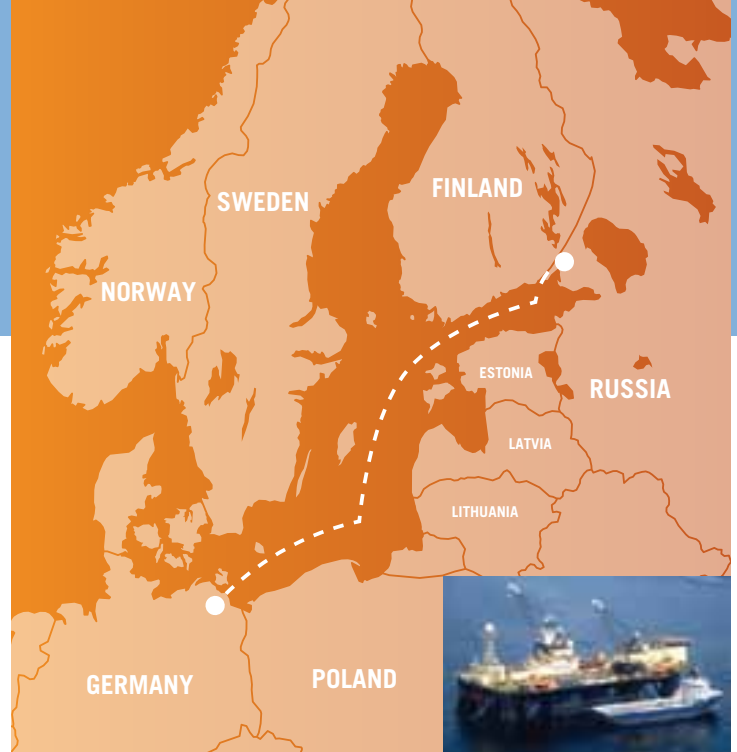 FINLAND
SWEDEN
NORWAY
ESTONIA
RUSSIA
LATVIA
LITHUANIA
POLAND
GERMANY